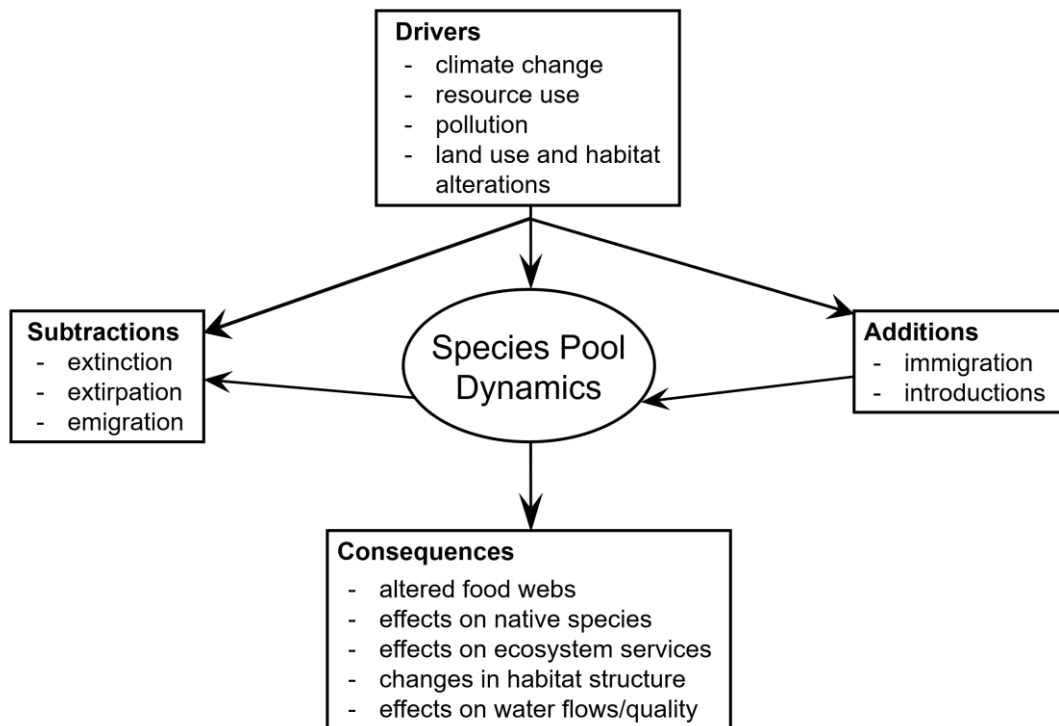 Drivers
- climate change
- resource use
- pollution
- land use and habitat
alterations
Subtractions
- extinction
- extirpation
- emigration
Species Pool
Dynamics
Additions
- immigration
- introductions
Consequences
- altered food webs
- effects on native species
- effects on ecosystem services
- changes in habitat structure
- effects on water flows/quality